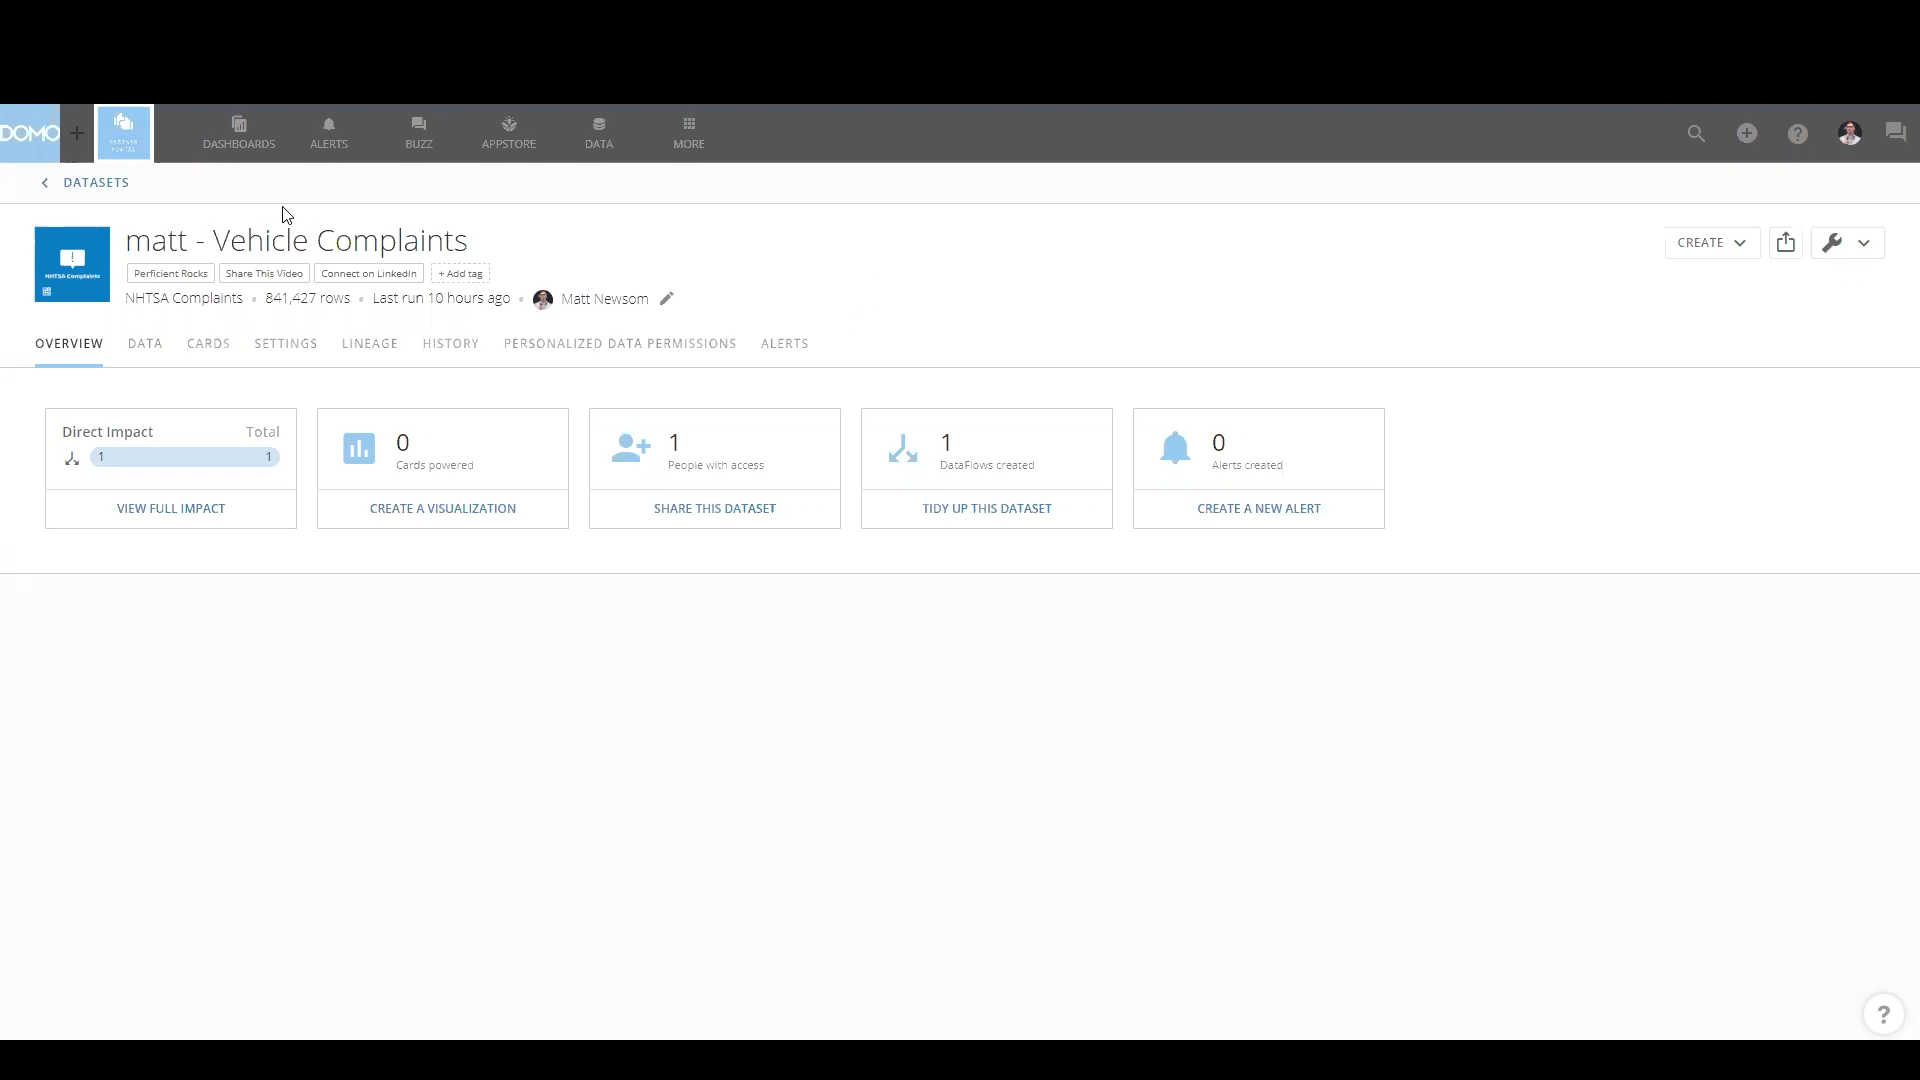 DOMO
PARTNER
PORTAL
DASHBOARDS
ALERTS
BUZZ
APPSTORE
DATA
MORE
DATASETS
NHTSA Complaints
matt - Vehicle Complaints
CREATE
Perficient Rocks
Share This Video
Connect on LinkedIn
+ Add tag
NHTSA Complaints • 841,427 rows • Last run 10 hours ago • Matt Newsom
OVERVIEW
DATA
CARDS
SETTINGS
LINEAGE
HISTORY
PERSONALIZED DATA PERMISSIONS
ALERTS
Direct Impact Total
1 1
VIEW FULL IMPACT
0
Cards powered
CREATE A VISUALIZATION
1
People with access
SHARE THIS DATASET
1
DataFlows created
TIDY UP THIS DATASET
0
Alerts created
CREATE A NEW ALERT
?